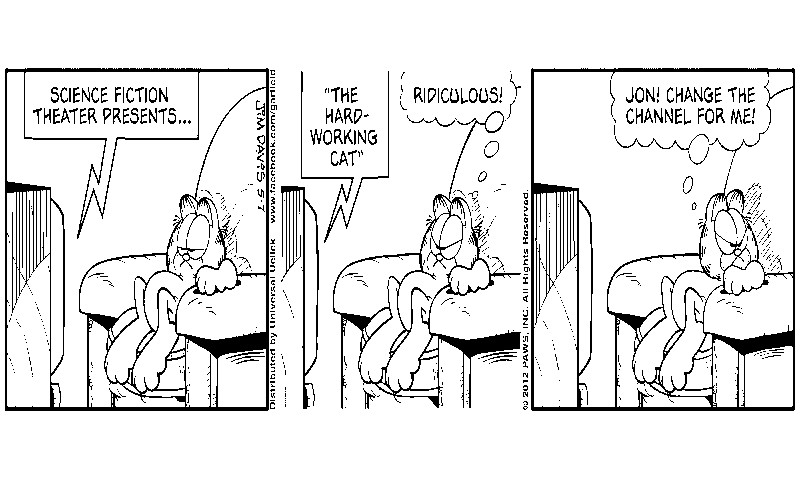 SCIENCE FICTION
THEATER PRESENTS...
JIM DAVIS 5-7
Distributed by Universal Uclick www.facebook.com/garfield
"THE
HARD-
WORKING
CAT"
RIDICULOUS!
© 2012 PAWS, INC. All Rights Reserved.
JON! CHANGE THE
CHANNEL FOR ME!